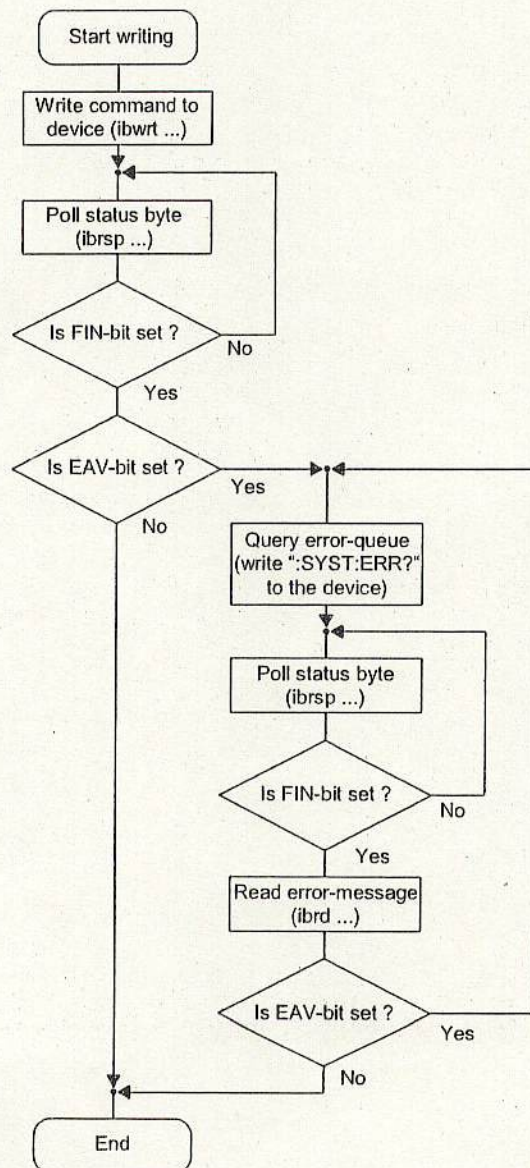 Start writing
Write command to
device (ibwrt ...)
Poll status byte
(ibrsp ...)
Is FIN-bit set ?
No
Yes
Is EAV-bit set ?
Yes
No
Query error-queue
(write “:SYST:ERR?“
to the device)
Poll status byte
(ibrsp ...)
Is FIN-bit set ?
No
Yes
Read error-message
(ibrd ...)
Is EAV-bit set ?
Yes
No
End